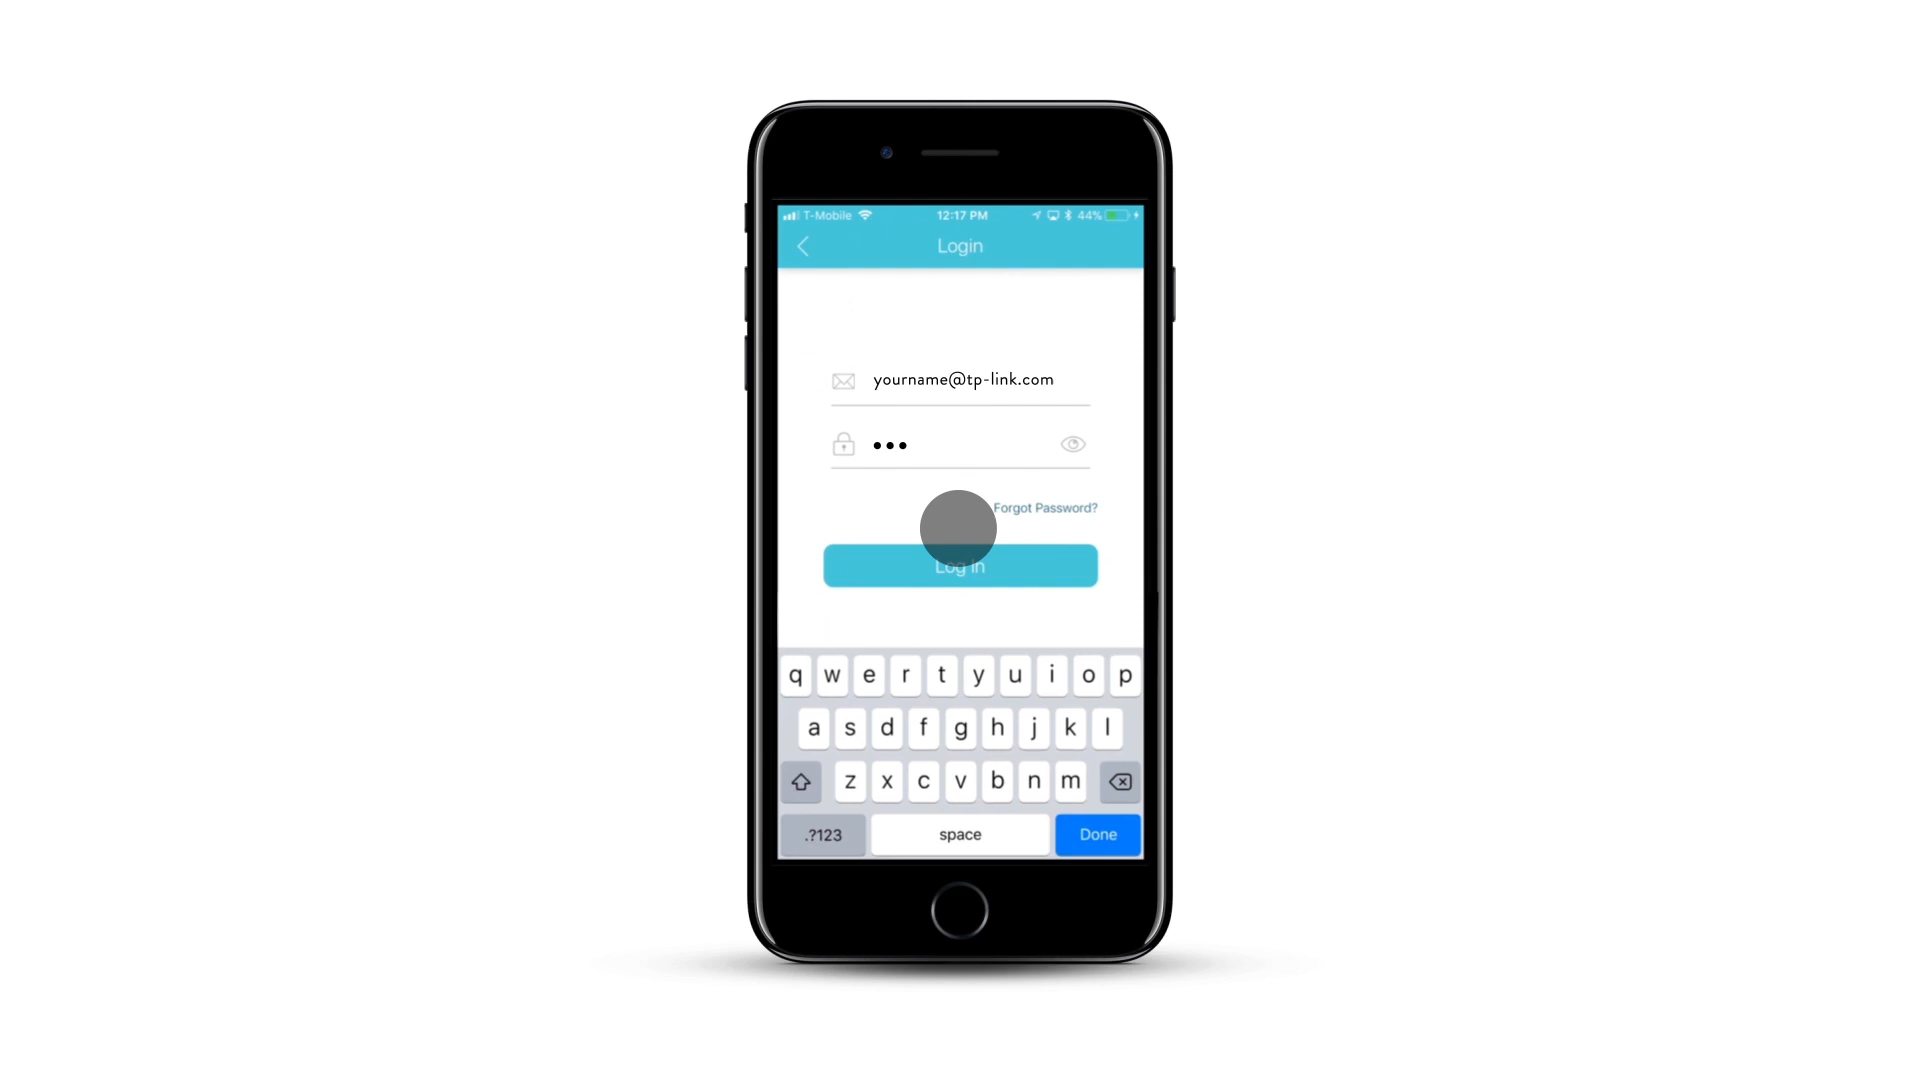 T-Mobile 12:17 PM 44%
Login
yourname@tp-link.com
Forgot Password?
Log In
q w e r t y u i o p
a s d f g h j k l
z x c v b n m
.?123 space Done